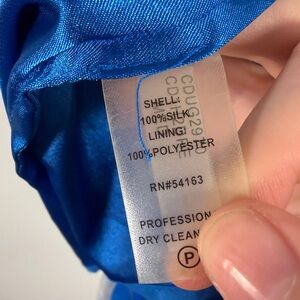 SHELL:
100%SILK
LINING:
100%POLYESTER
RN#54163
PROFESSION
DRY CLEAN
P